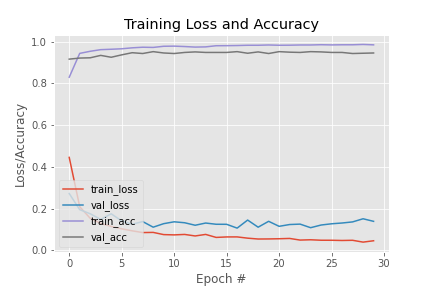 Training Loss and Accuracy
1.0
0.8
0.6
0.4
0.2
0.0
Loss/Accuracy
train_loss
val_loss
train_acc
val_acc
0 5 10 15 20 25 30
Epoch #